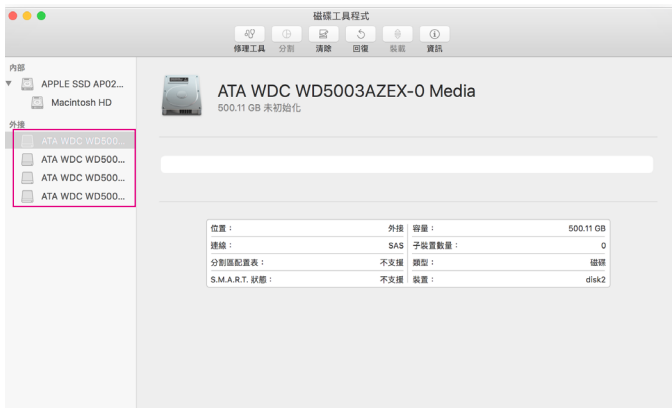 磁碟工具程式
修理工具 分割 清除 回復 裝載 資訊
內部
APPLE SSD AP02...
Macintosh HD
外接
ATA WDC WD500...
ATA WDC WD500...
ATA WDC WD500...
ATA WDC WD500...
ATA WDC WD5003AZEX-0 Media
500.11 GB 未初始化
位置： 外接 容量： 500.11 GB
連線： SAS 子裝置數量： 0
分割區配置表： 不支援 類型： 磁碟
S.M.A.R.T. 狀態： 不支援 裝置： disk2